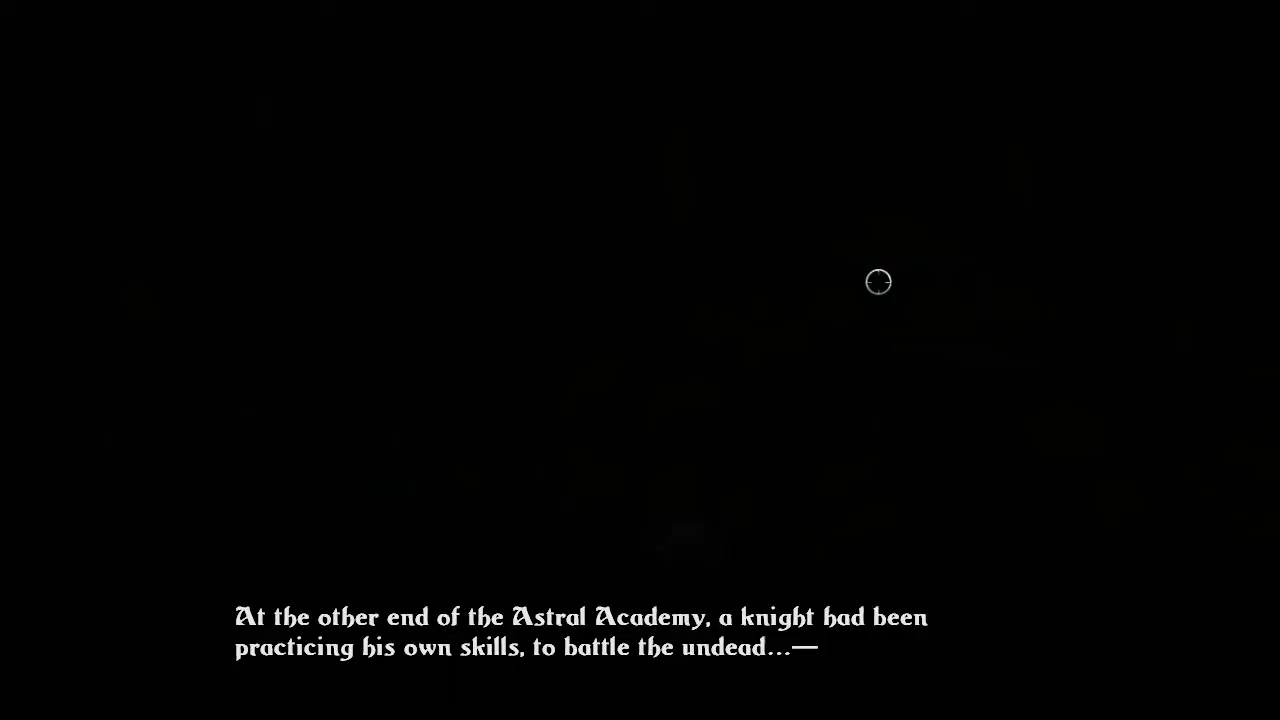 At the other end of the Astral Academy, a knight had been
practicing his own skills, to battle the undead...—